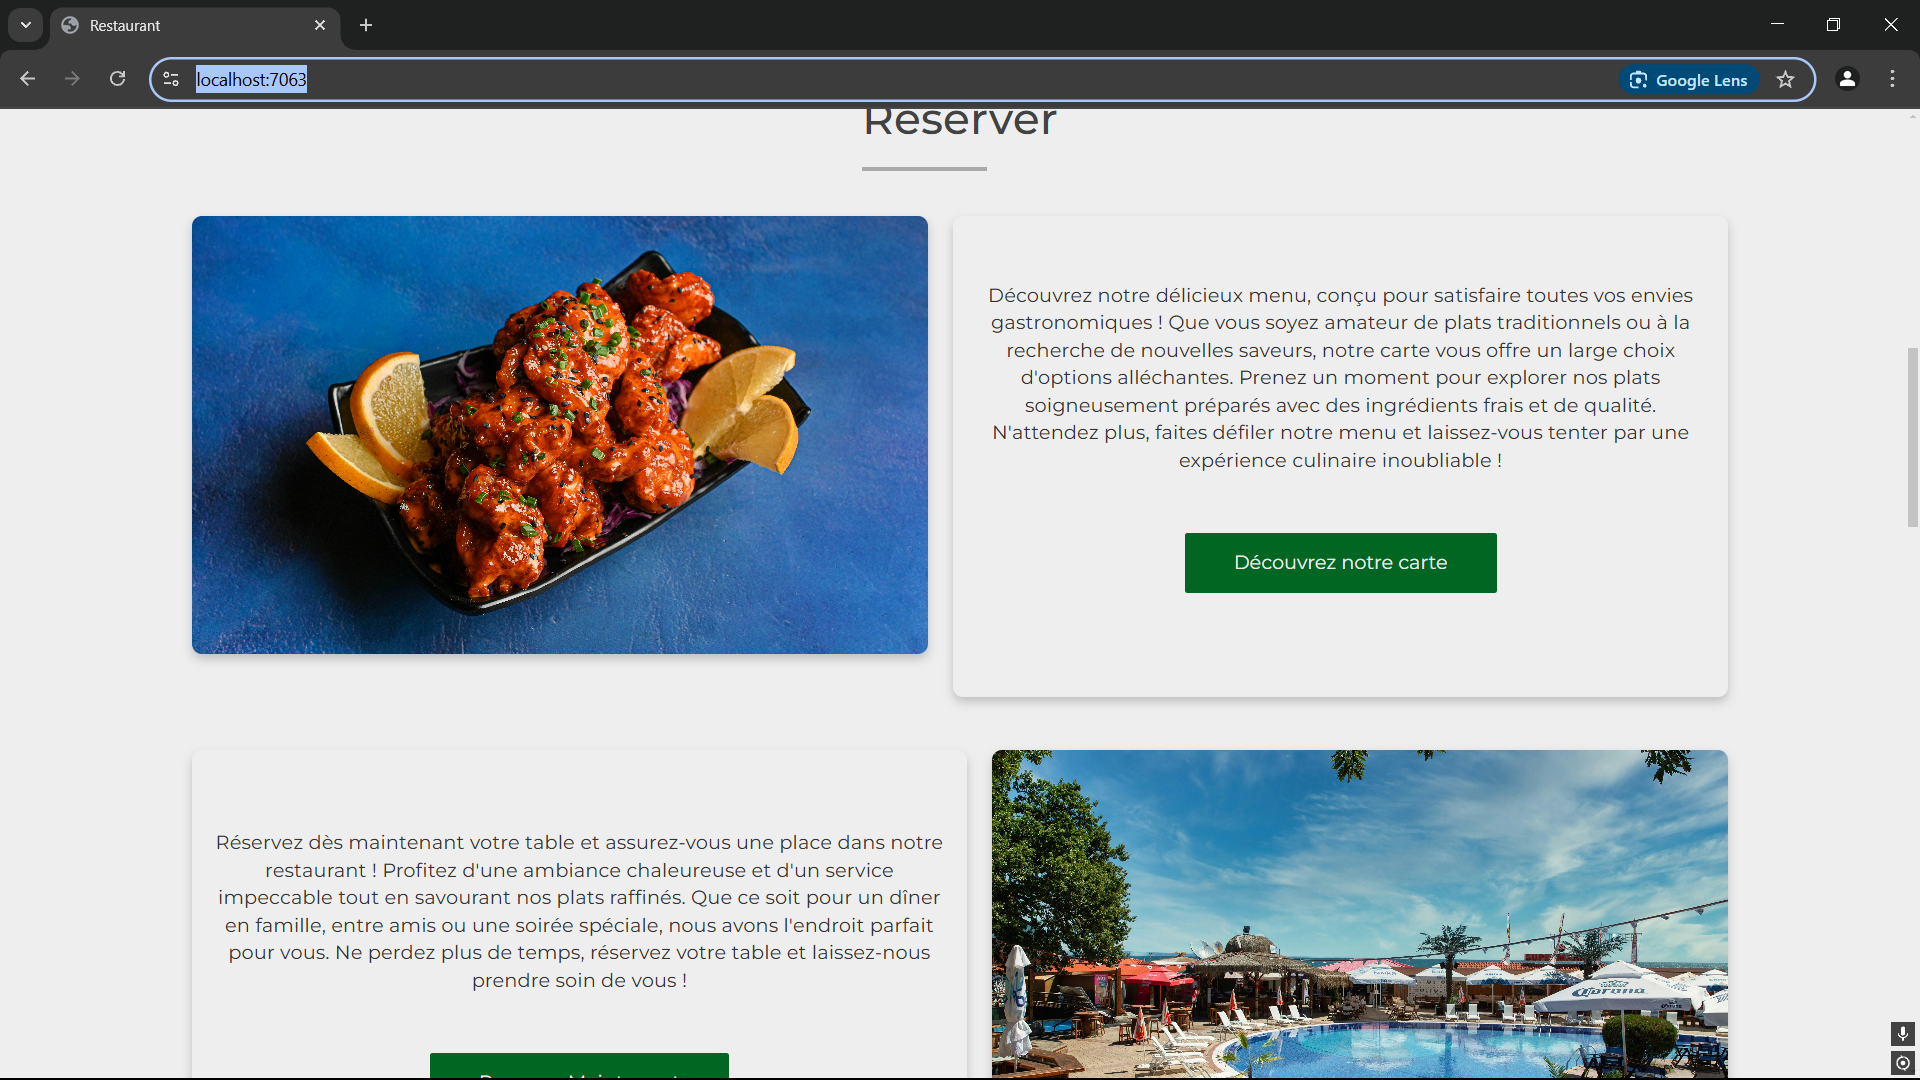 Restaurant
localhost:7063
Google Lens
Réserver
Découvrez notre délicieux menu, conçu pour satisfaire toutes vos envies
gastronomiques ! Que vous soyez amateur de plats traditionnels ou à la
recherche de nouvelles saveurs, notre carte vous offre un large choix
d'options alléchantes. Prenez un moment pour explorer nos plats
soigneusement préparés avec des ingrédients frais et de qualité.
N'attendez plus, faites défiler notre menu et laissez-vous tenter par une
expérience culinaire inoubliable !
Découvrez notre carte
Réservez dès maintenant votre table et assurez-vous une place dans notre
restaurant ! Profitez d'une ambiance chaleureuse et d'un service
impeccable tout en savourant nos plats raffinés. Que ce soit pour un dîner
en famille, entre amis ou une soirée spéciale, nous avons l'endroit parfait
pour vous. Ne perdez plus de temps, réservez votre table et laissez-nous
prendre soin de vous !
Corona